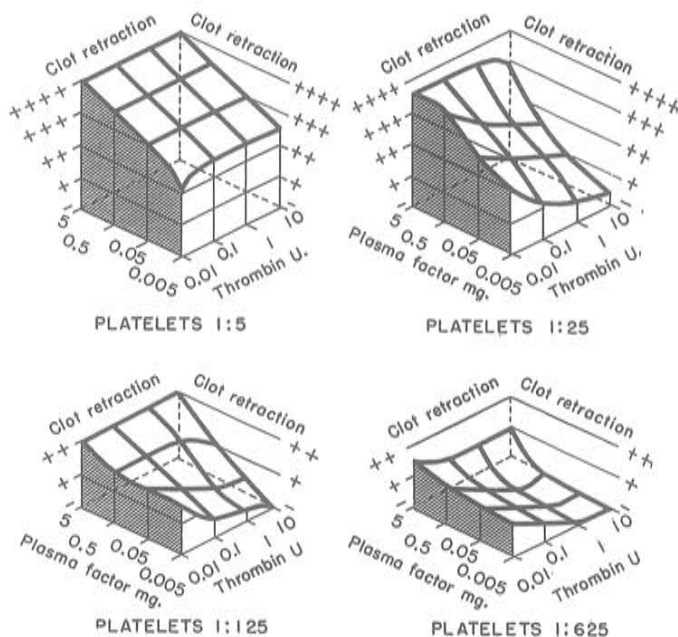 Clot retraction Clot retraction
++++ ++++
+++ +++
++ ++
+ +
- -
5 0.5 0.05 0.005
0.01 0.1 1 10
Thrombin U.
PLATELETS 1:5
Clot retraction Clot retraction
++++ ++++
+++ +++
++ ++
+ +
- -
5 0.5 0.05 0.005
0.01 0.1 1 10
Plasma factor mg.
Thrombin U.
PLATELETS 1:25
Clot retraction Clot retraction
++ ++
+ +
- -
5 0.5 0.05 0.005
0.01 0.1 1 10
Plasma factor mg.
Thrombin U
PLATELETS 1:125
Clot retraction Clot retraction
++ ++
+ +
- -
5 0.5 0.05 0.005
0.01 0.1 1 10
Plasma factor mg.
Thrombin U
PLATELETS 1:625